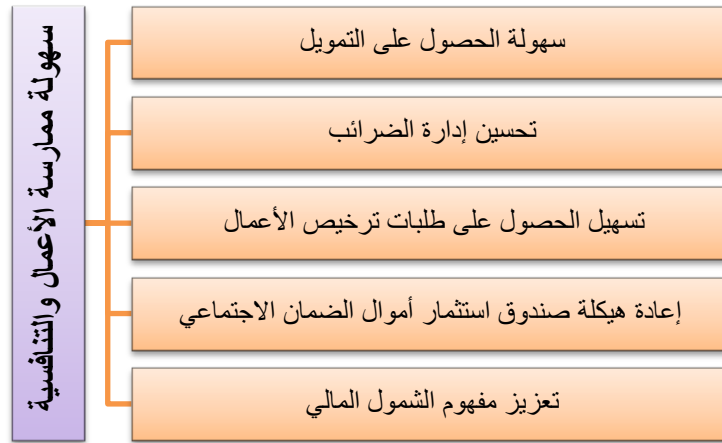 سهولة ممارسة الأعمال والتنافسية
سهولة الحصول على التمويل
تحسين إدارة الضرائب
تسهيل الحصول على طلبات ترخيص الأعمال
إعادة هيكلة صندوق استثمار أموال الضمان الاجتماعي
تعزيز مفهوم الشمول المالي